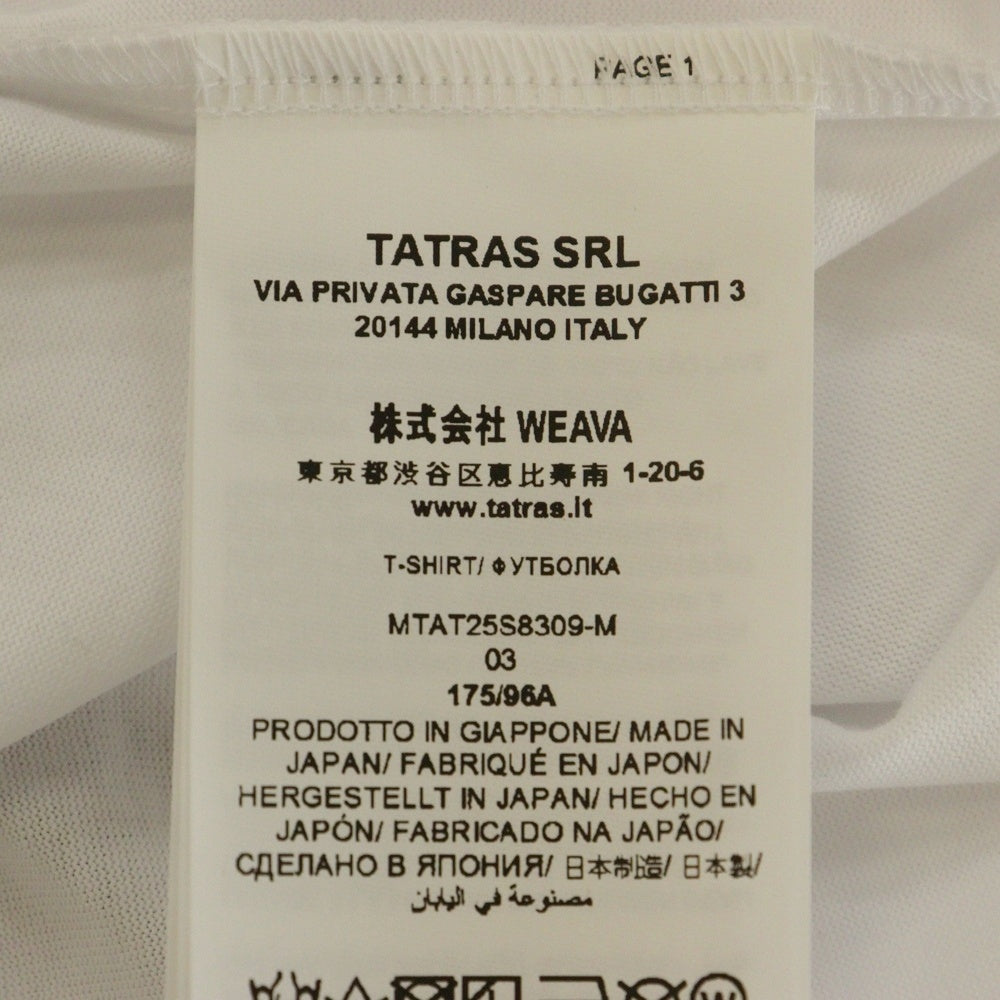 PAGE 1
TATRAS SRL
VIA PRIVATA GASPARE BUGATTI 3
20144 MILANO ITALY
株式会社 WEAVA
東京都渋谷区恵比寿南 1-20-6
www.tatras.it
T-SHIRT/ ФУТБОЛКА
MTAT25S8309-M
03
175/96A
PRODOTTO IN GIAPPONE/ MADE IN
JAPAN/ FABRIQUÉ EN JAPON/
HERGESTELLT IN JAPAN/ HECHO EN
JAPÓN/ FABRICADO NA JAPÃO/
СДЕЛАНО В ЯПОНИЯ/ 日本制造/ 日本製/
مصنوعة في اليابان